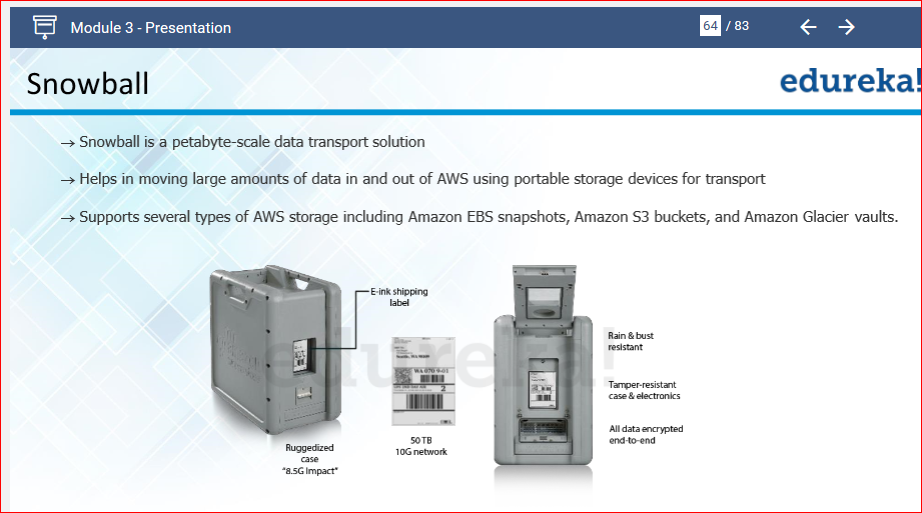 Module 3 - Presentation
64 / 83
Snowball
edureka!
→ Snowball is a petabyte-scale data transport solution
→ Helps in moving large amounts of data in and out of AWS using portable storage devices for transport
→ Supports several types of AWS storage including Amazon EBS snapshots, Amazon S3 buckets, and Amazon Glacier vaults.
E-ink shipping
label
edureka!
Rain & bust
resistant
Tamper-resistant
case & electronics
All data encrypted
end-to-end
50 TB
10G network
Ruggedized
case
"8.5G Impact"